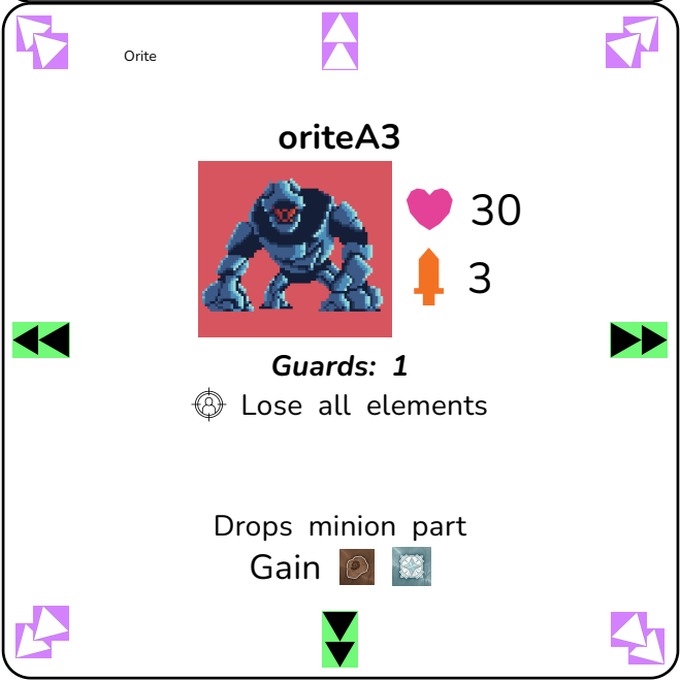 Orite
oriteA3
30
3
Guards: 1
Lose all elements
Drops minion part
Gain